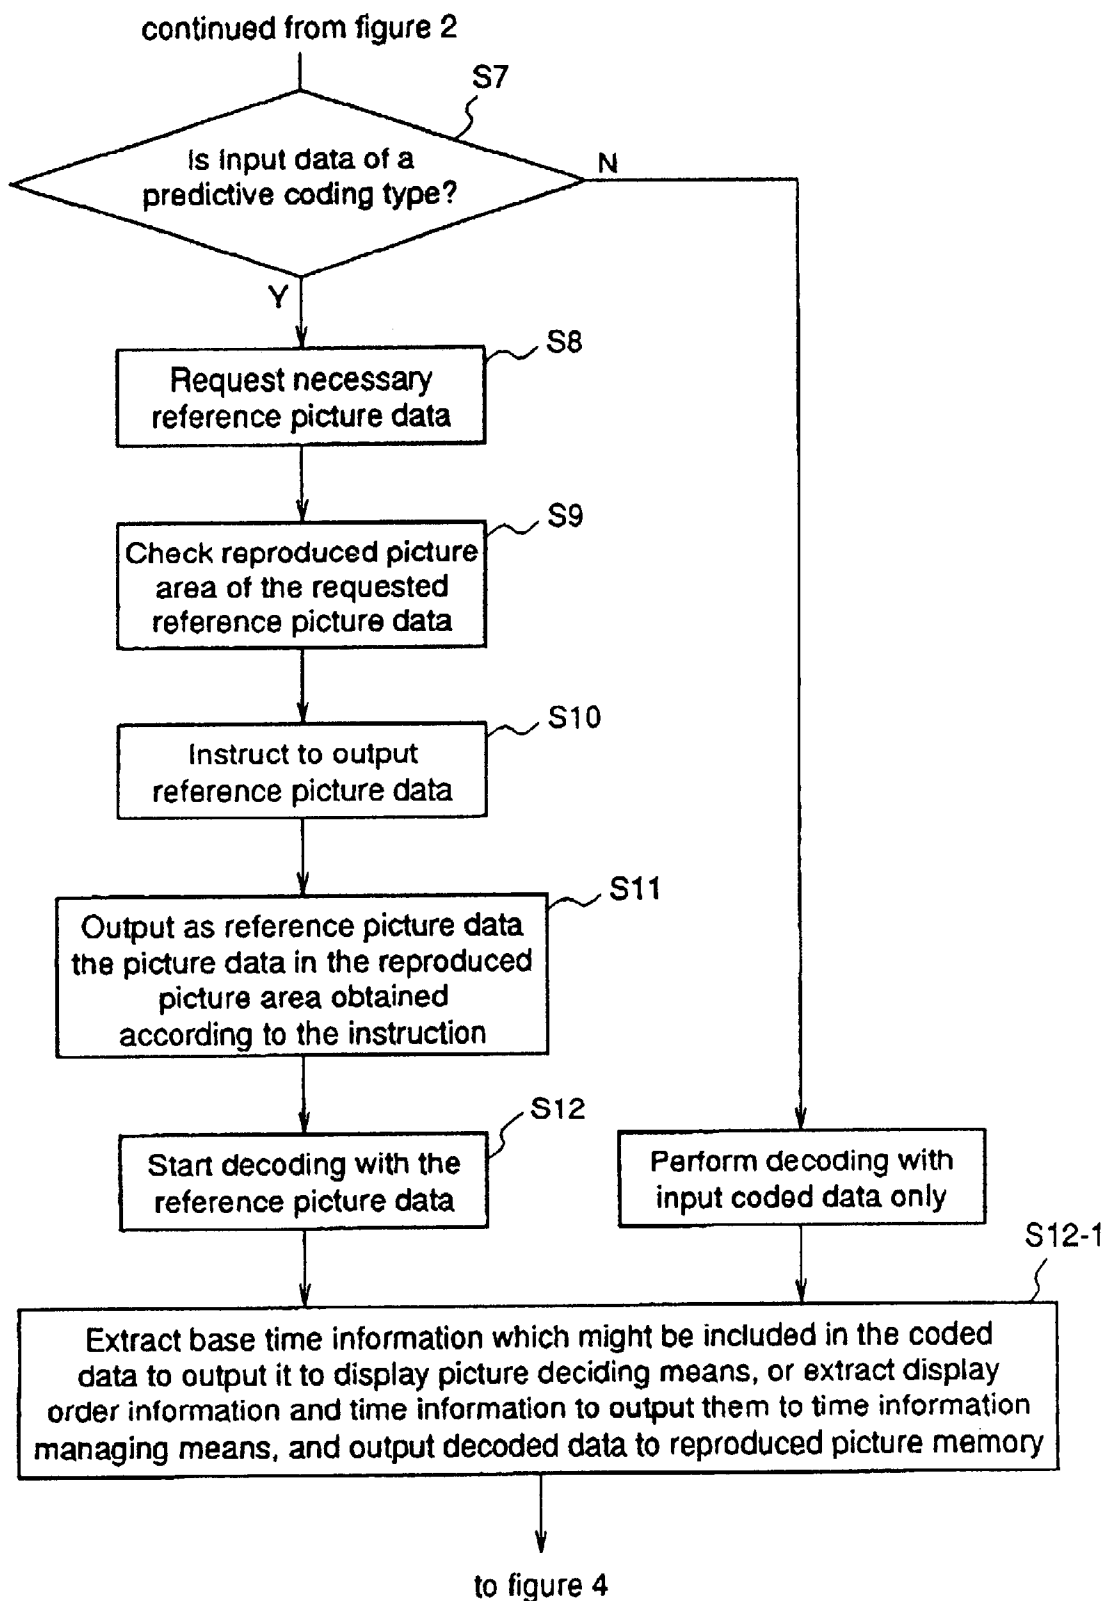 continued from figure 2
S7
Is input data of a
predictive coding type?
N
Y
S8
Request necessary
reference picture data
S9
Check reproduced picture
area of the requested
reference picture data
S10
Instruct to output
reference picture data
S11
Output as reference picture data
the picture data in the reproduced
picture area obtained
according to the instruction
S12
Start decoding with the
reference picture data
Perform decoding with
input coded data only
S12-1
Extract base time information which might be included in the coded
data to output it to display picture deciding means, or extract display
order information and time information to output them to time information
managing means, and output decoded data to reproduced picture memory
to figure 4